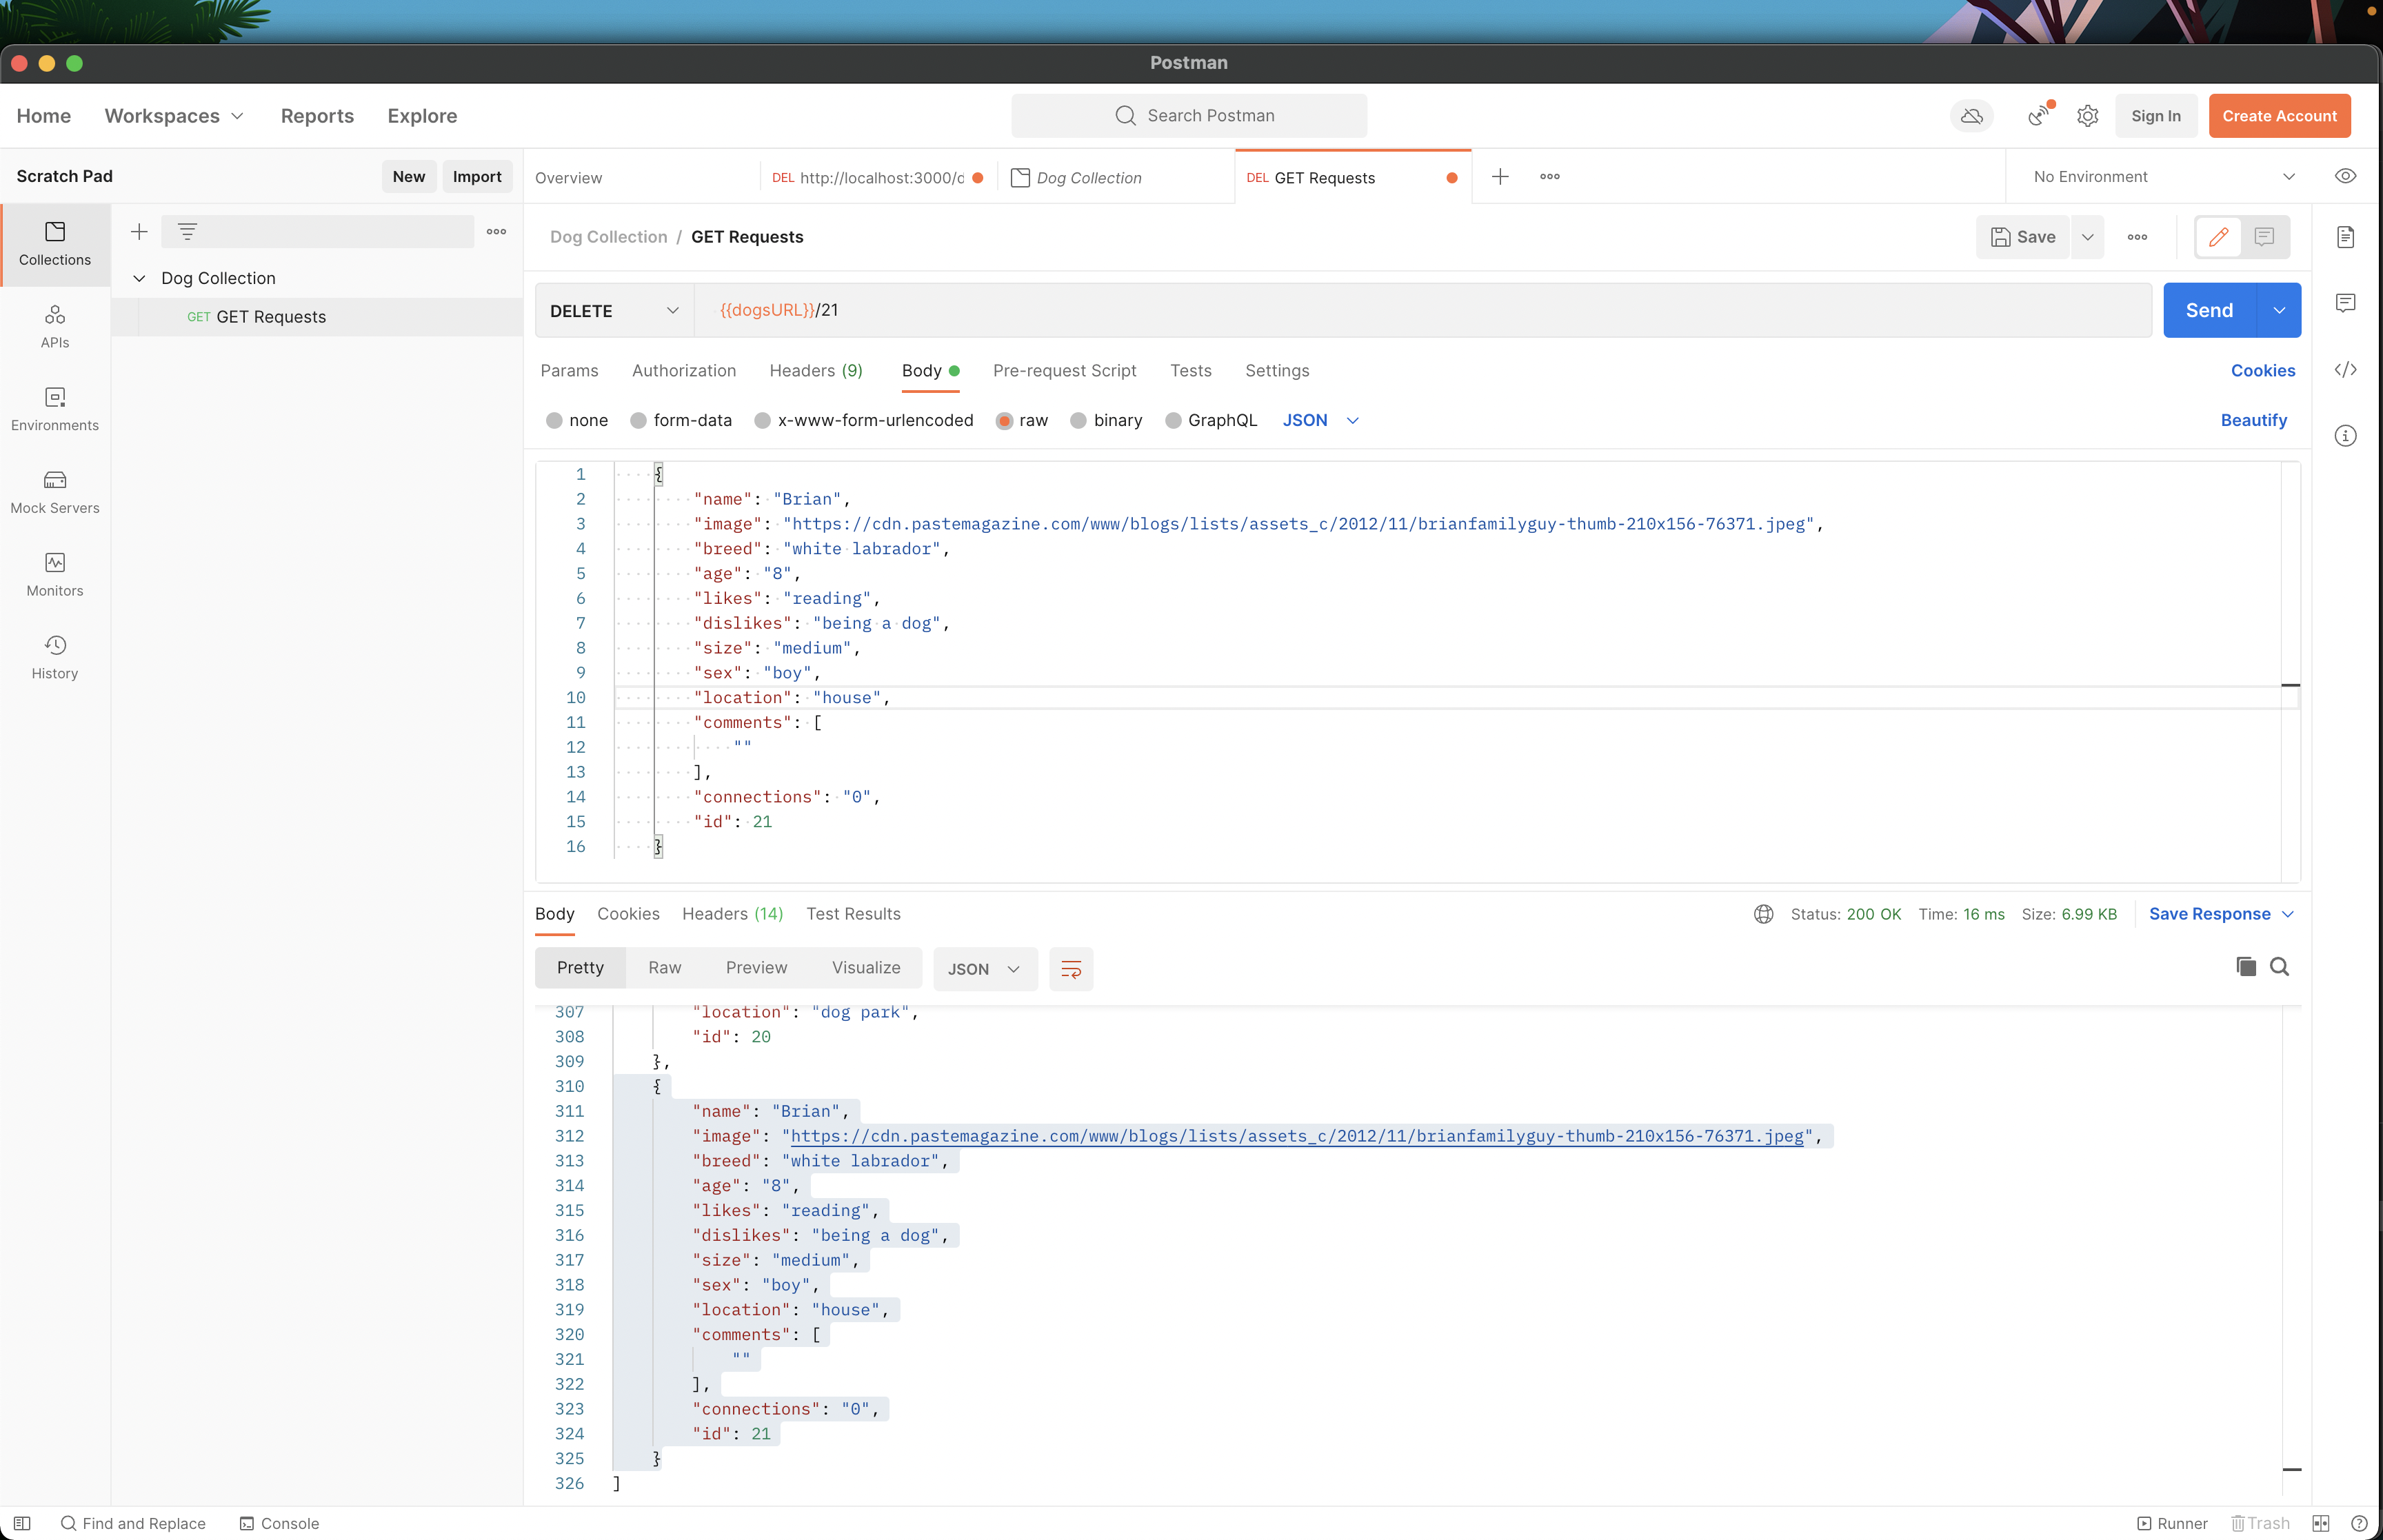 Postman
Home Workspaces Reports Explore
Search Postman
Sign In Create Account
Scratch Pad New Import
Overview DEL http://localhost:3000/d Dog Collection DEL GET Requests No Environment
Collections
Dog Collection
GET GET Requests
APIs
Environments
Mock Servers
Monitors
History
Dog Collection / GET Requests Save
DELETE {{dogsURL}}/21 Send
Params Authorization Headers (9) Body Pre-request Script Tests Settings Cookies
none form-data x-www-form-urlencoded raw binary GraphQL JSON Beautify
1 {
2 "name": "Brian",
3 "image": "https://cdn.pastemagazine.com/www/blogs/lists/assets_c/2012/11/brianfamilyguy-thumb-210x156-76371.jpeg",
4 "breed": "white labrador",
5 "age": "8",
6 "likes": "reading",
7 "dislikes": "being a dog",
8 "size": "medium",
9 "sex": "boy",
10 "location": "house",
11 "comments": [
12 ""
13 ],
14 "connections": "0",
15 "id": 21
16 }
Body Cookies Headers (14) Test Results Status: 200 OK Time: 16 ms Size: 6.99 KB Save Response
Pretty Raw Preview Visualize JSON
307 "location": "dog park",
308 "id": 20
309 },
310 {
311 "name": "Brian",
312 "image": "https://cdn.pastemagazine.com/www/blogs/lists/assets_c/2012/11/brianfamilyguy-thumb-210x156-76371.jpeg",
313 "breed": "white labrador",
314 "age": "8",
315 "likes": "reading",
316 "dislikes": "being a dog",
317 "size": "medium",
318 "sex": "boy",
319 "location": "house",
320 "comments": [
321 ""
322 ],
323 "connections": "0",
324 "id": 21
325 }
326 ]
Find and Replace Console Runner Trash